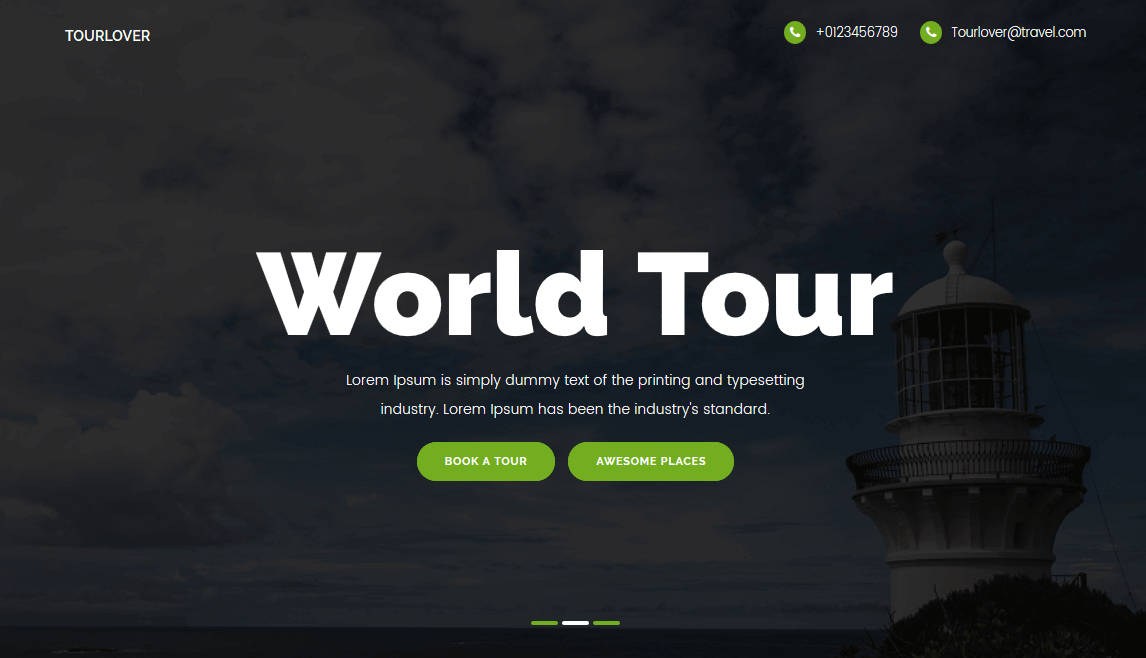 TOURLOVER
+0123456789
Tourlover@travel.com
World Tour
Lorem Ipsum is simply dummy text of the printing and typesetting
industry. Lorem Ipsum has been the industry's standard.
BOOK A TOUR
AWESOME PLACES